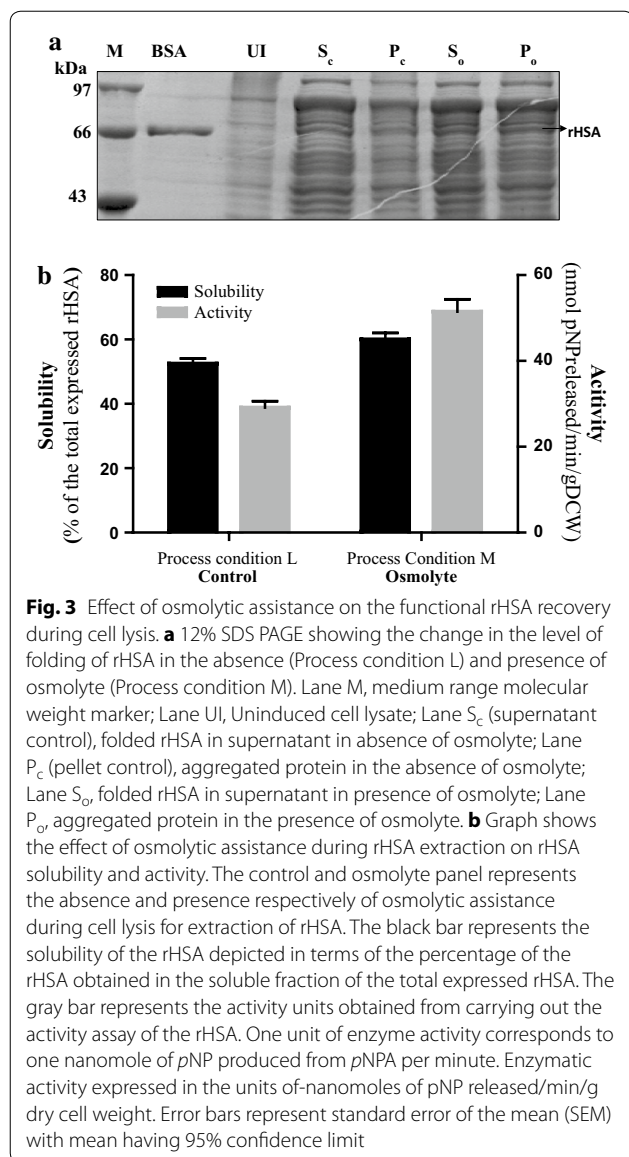 a
M BSA UI Sc Pc So Po
kDa
97
66
43
rHSA
b
Solubility
Activity
Solubility
(% of the total expressed rHSA)
80
60
40
20
0
Acitivity
(nmol pNPreleased/min/gDCW)
60
40
20
0
Process condition L Process Condition M
Control Osmolyte
Fig. 3 Effect of osmolytic assistance on the functional rHSA recovery
during cell lysis. a 12% SDS PAGE showing the change in the level of
folding of rHSA in the absence (Process condition L) and presence of
osmolyte (Process condition M). Lane M, medium range molecular
weight marker; Lane UI, Uninduced cell lysate; Lane Sc (supernatant
control), folded rHSA in supernatant in absence of osmolyte; Lane
Pc (pellet control), aggregated protein in the absence of osmolyte;
Lane So, folded rHSA in supernatant in presence of osmolyte; Lane
Po, aggregated protein in the presence of osmolyte. b Graph shows
the effect of osmolytic assistance during rHSA extraction on rHSA
solubility and activity. The control and osmolyte panel represents
the absence and presence respectively of osmolytic assistance
during cell lysis for extraction of rHSA. The black bar represents the
solubility of the rHSA depicted in terms of the percentage of the
rHSA obtained in the soluble fraction of the total expressed rHSA. The
gray bar represents the activity units obtained from carrying out the
activity assay of the rHSA. One unit of enzyme activity corresponds to
one nanomole of pNP produced from pNPA per minute. Enzymatic
activity expressed in the units of-nanomoles of pNP released/min/g
dry cell weight. Error bars represent standard error of the mean (SEM)
with mean having 95% confidence limit